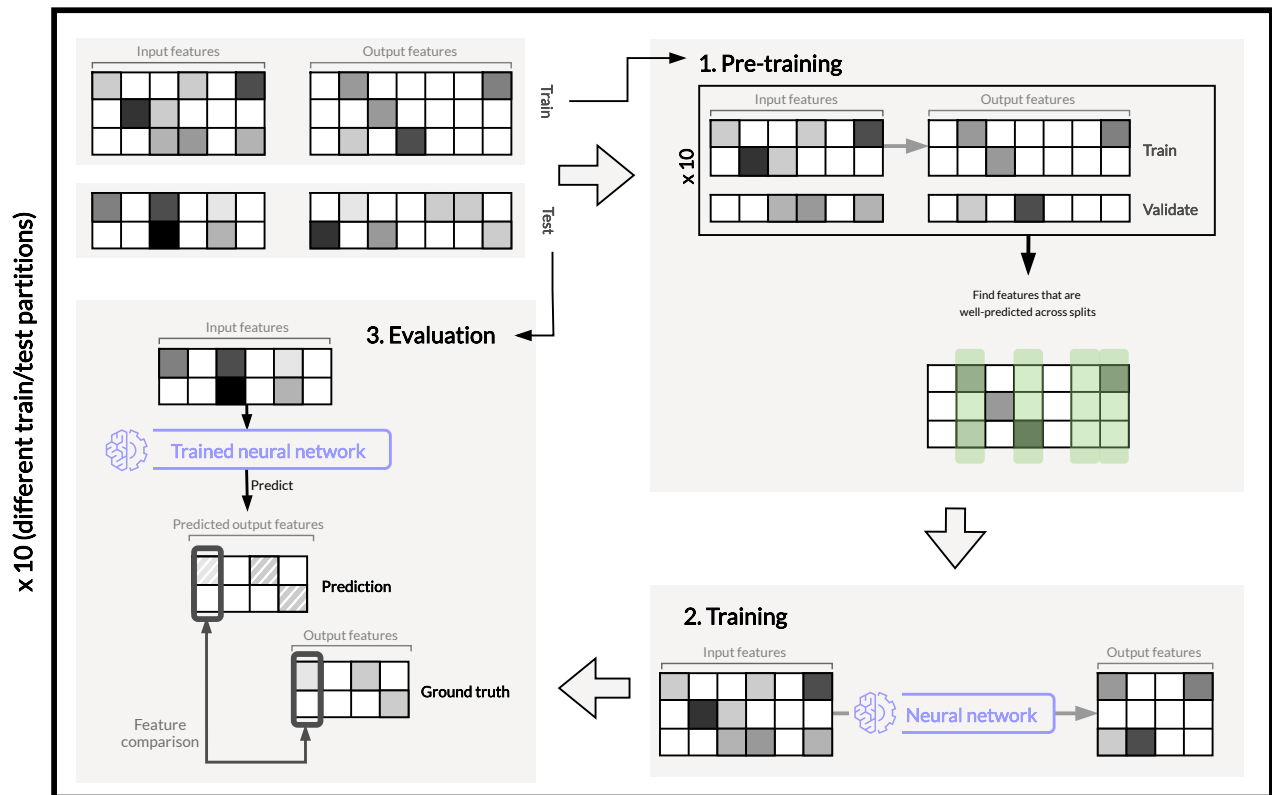 x 10 (different train/test partitions)
Input features
Output features
Train
Test
1. Pre-training
Input features
Output features
x 10
Train
Validate
Find features that are
well-predicted across splits
2. Training
Input features
Output features
Neural network
3. Evaluation
Input features
Trained neural network
Predict
Predicted output features
Prediction
Output features
Ground truth
Feature
comparison